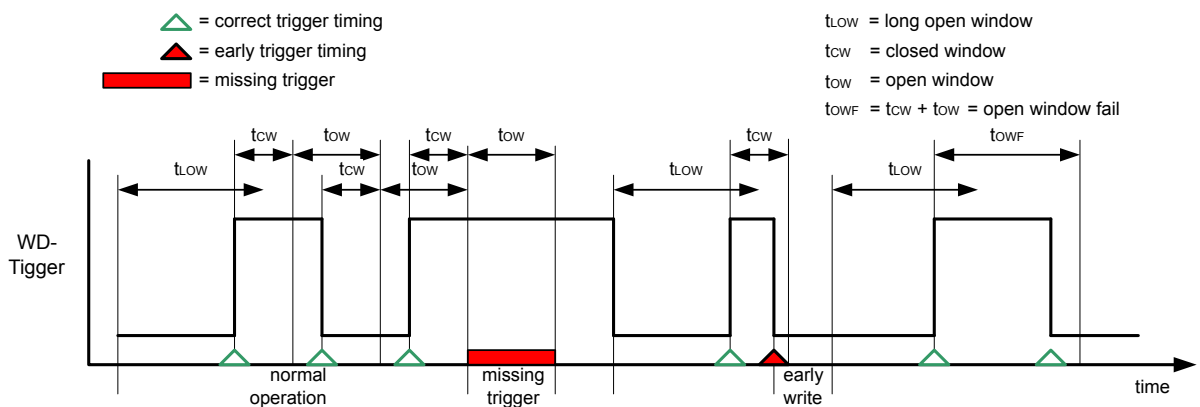 = correct trigger timing
= early trigger timing
= missing trigger
tLOW = long open window
tCW = closed window
tOW = open window
tOWF = tCW + tOW = open window fail
tCW tOW tCW tOW tCW tOWF
tLOW tCW tOW tLOW tLOW
WD-
Tigger
normal
operation
missing
trigger
early
write
time